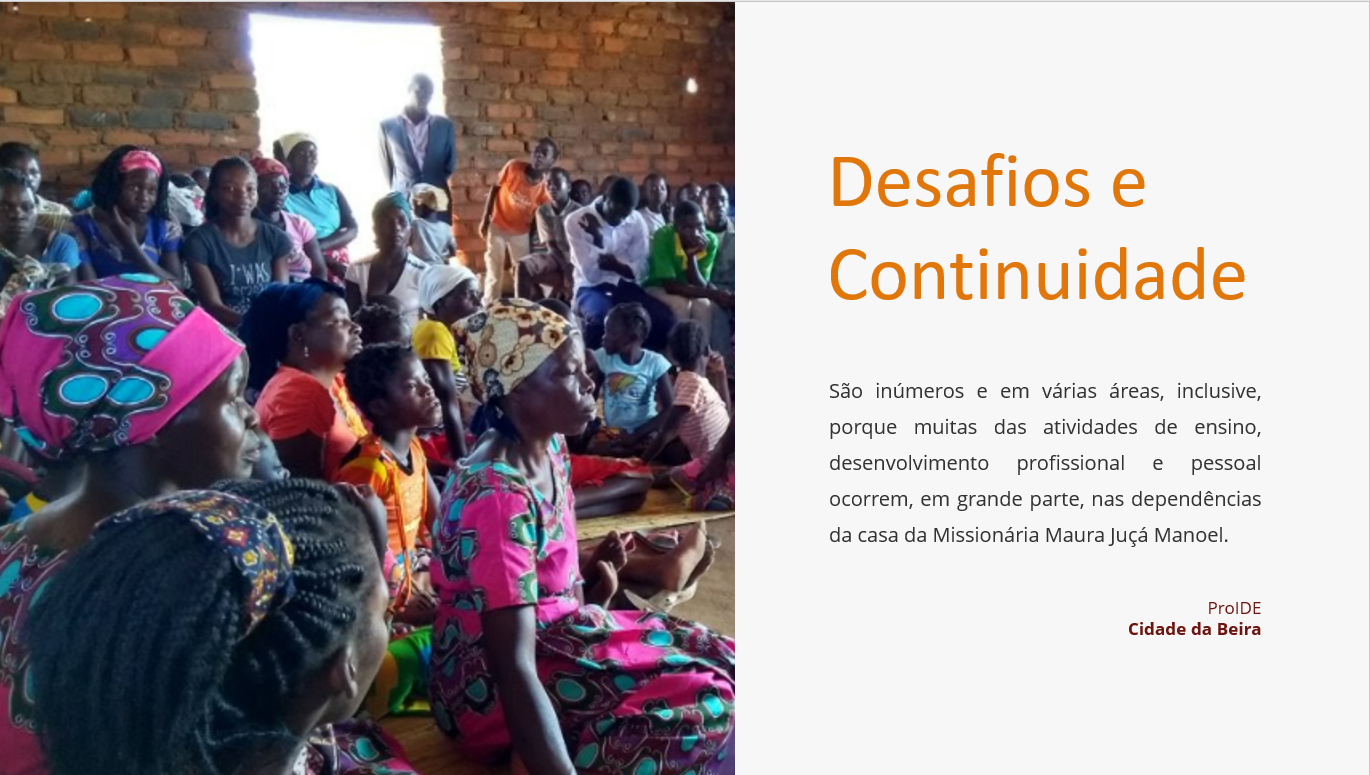 I WAS
Desafios e
Continuidade
São inúmeros e em várias áreas, inclusive,
porque muitas das atividades de ensino,
desenvolvimento profissional e pessoal
ocorrem, em grande parte, nas dependências
da casa da Missionária Maura Juçá Manoel.
ProIDE
Cidade da Beira